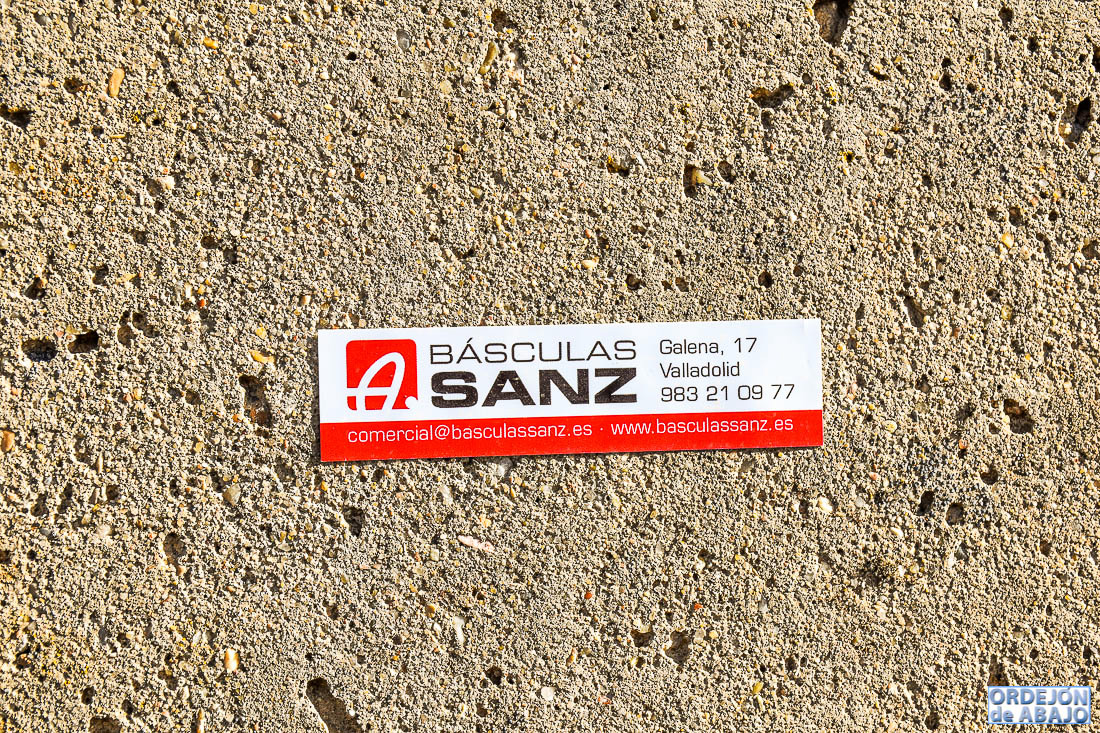 BÁSCULAS
SANZ
Galena, 17
Valladolid
983 21 09 77
comercial@basculassanz.es · www.basculassanz.es
ORDEJÓN
de ABAJO